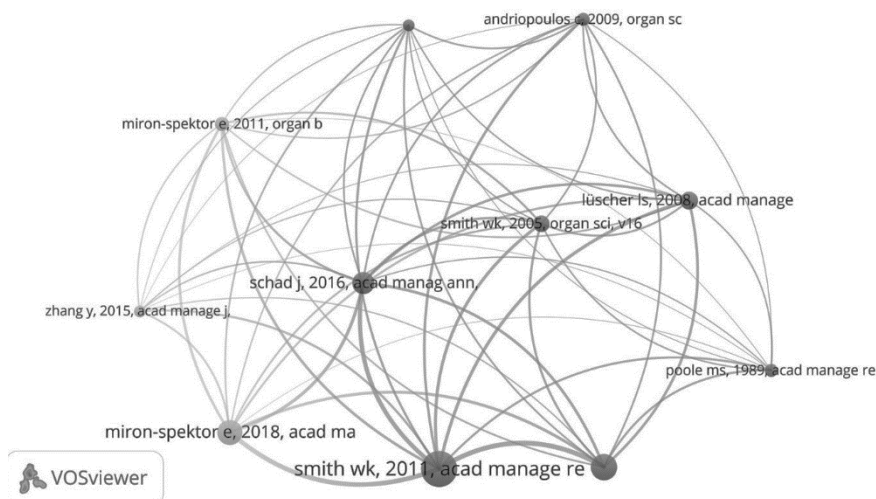 andriopoulos c, 2009, organ sc
miron-spektor e, 2011, organ b
lüscher ls, 2008, acad manage
smith wk, 2005, organ sci, v16
schad j, 2016, acad manag ann,
zhang y, 2015, acad manage j,
poole ms, 1989, acad manage re
miron-spektor e, 2018, acad ma
smith wk, 2011, acad manage re
VOSviewer